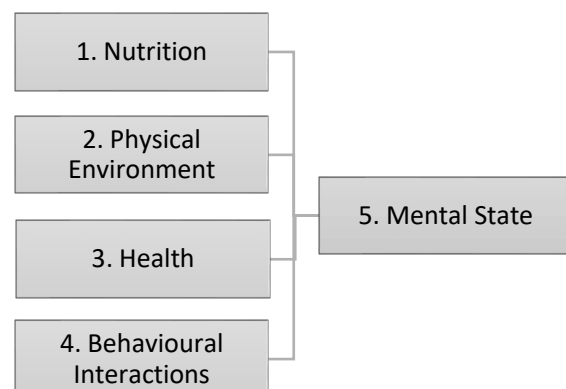 1. Nutrition
2. Physical
Environment
3. Health
4. Behavioural
Interactions
5. Mental State